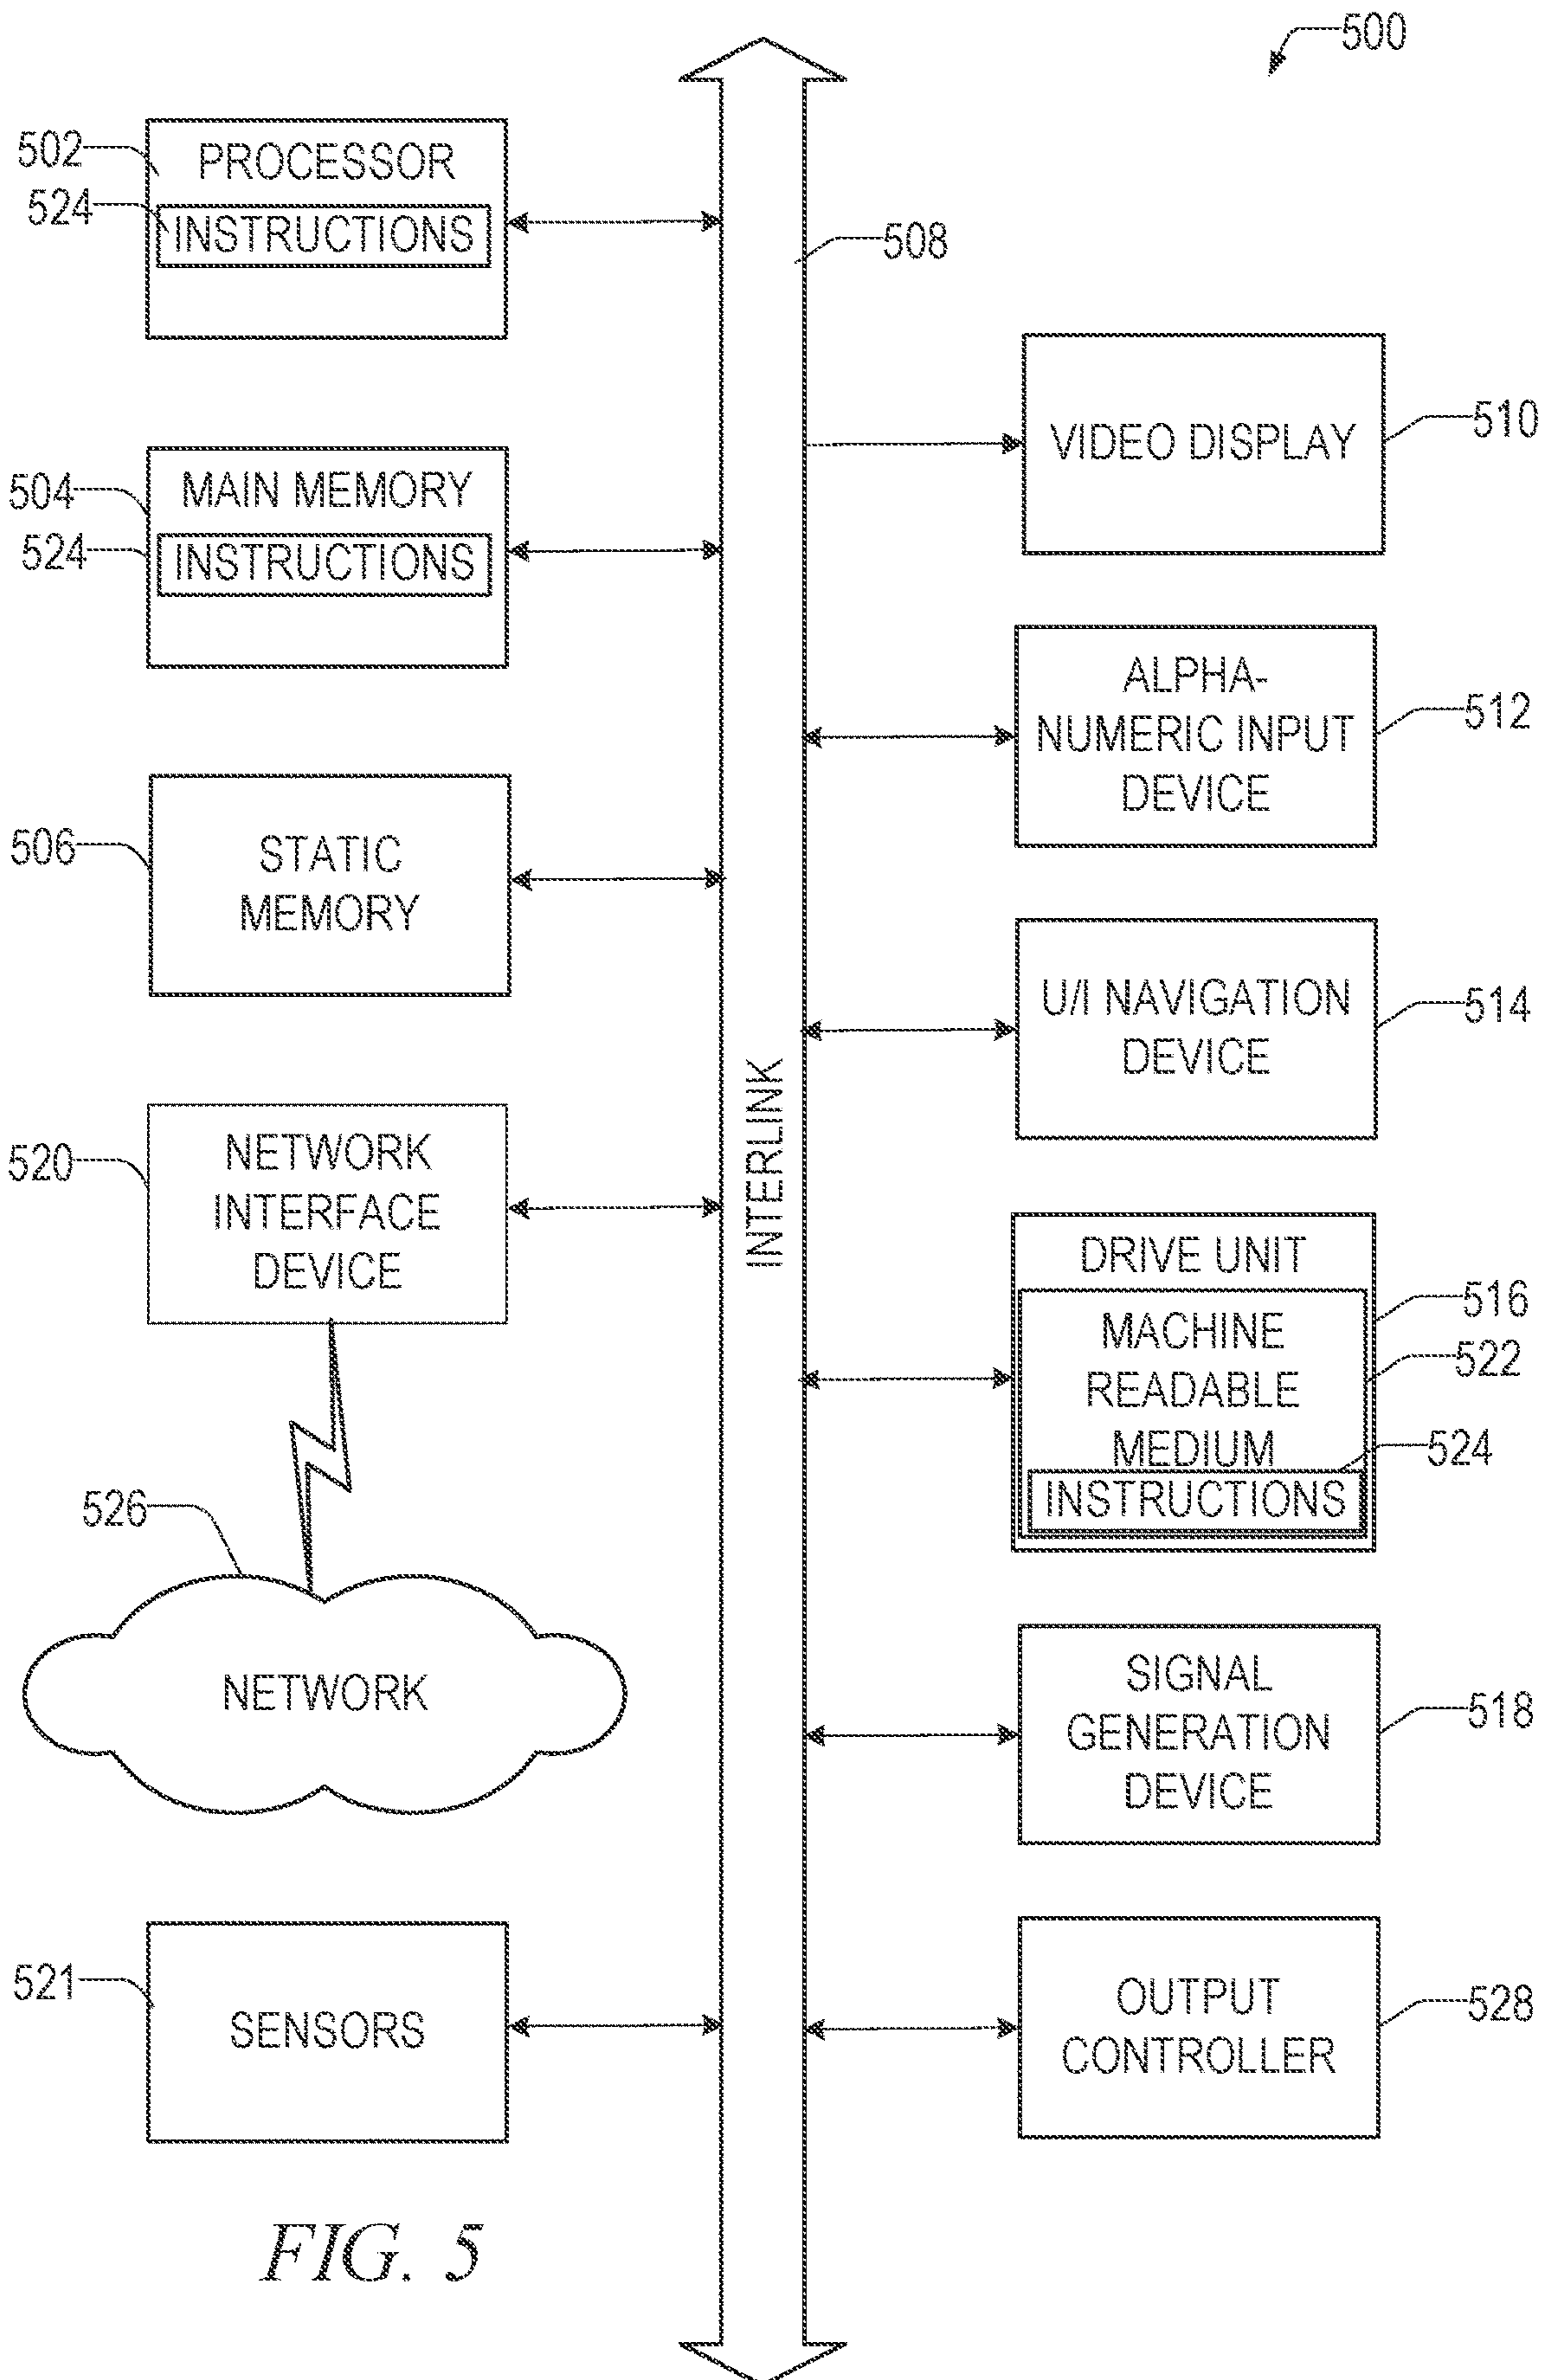 500
502
PROCESSOR
524
INSTRUCTIONS
508
504
MAIN MEMORY
524
INSTRUCTIONS
506
STATIC
MEMORY
520
NETWORK
INTERFACE
DEVICE
526
NETWORK
521
SENSORS
INTERLINK
VIDEO DISPLAY
510
ALPHA-
NUMERIC INPUT
DEVICE
512
U/I NAVIGATION
DEVICE
514
DRIVE UNIT
516
MACHINE
READABLE
MEDIUM
522
524
INSTRUCTIONS
SIGNAL
GENERATION
DEVICE
518
OUTPUT
CONTROLLER
528
FIG. 5